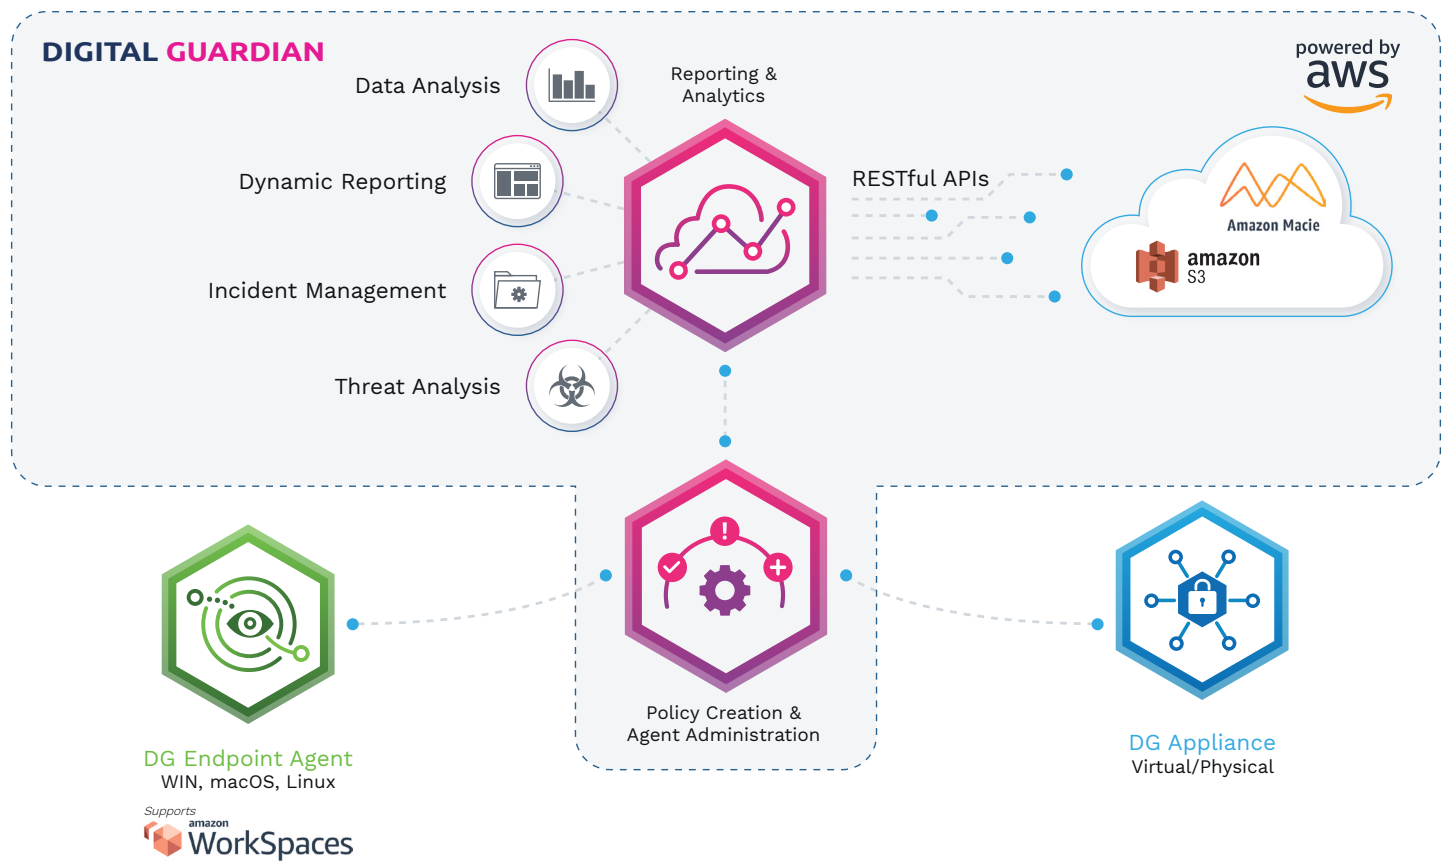 DIGITAL GUARDIAN
powered by
aws
Data Analysis
Reporting &
Analytics
Dynamic Reporting
RESTful APIs
Amazon Macie
amazon
S3
Incident Management
Threat Analysis
Policy Creation &
Agent Administration
DG Endpoint Agent
WIN, macOS, Linux
Supports
amazon
WorkSpaces
DG Appliance
Virtual/Physical